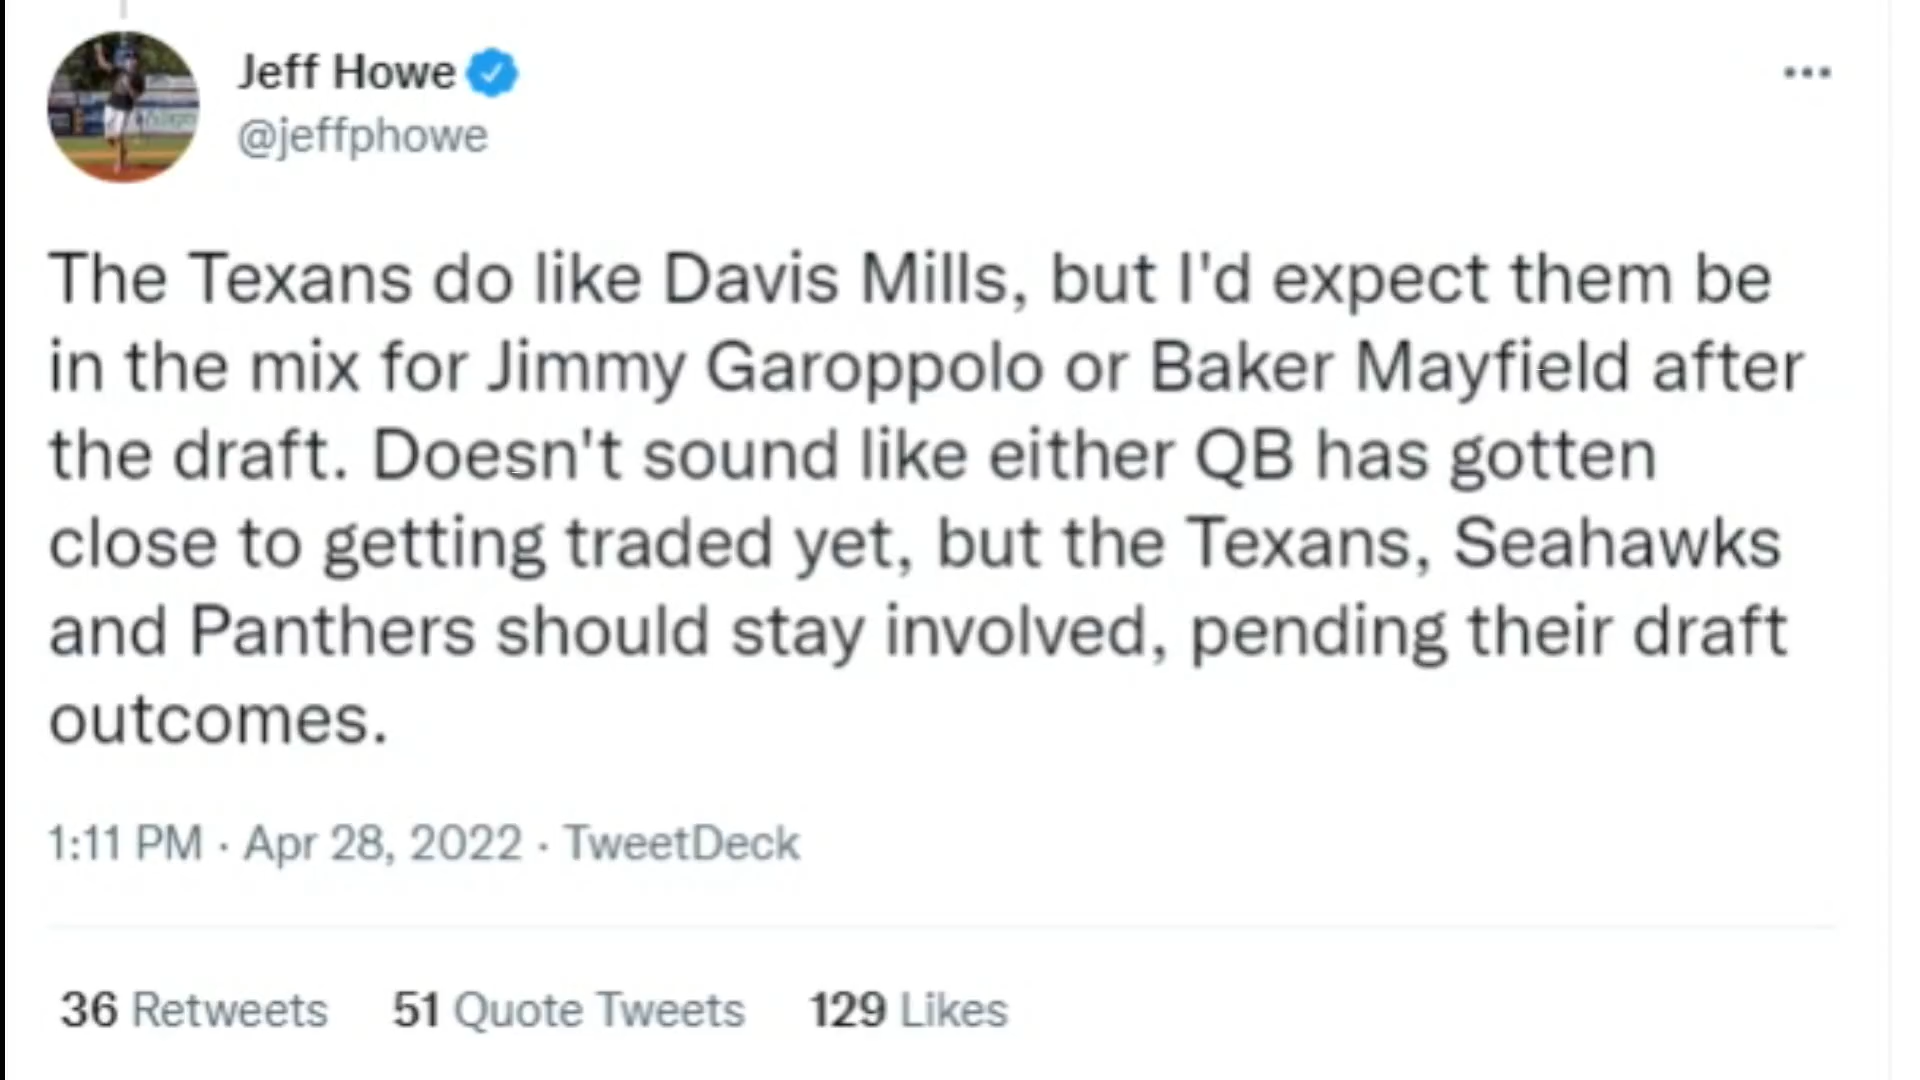 Jeff Howe
@jeffphowe
The Texans do like Davis Mills, but I'd expect them be
in the mix for Jimmy Garoppolo or Baker Mayfield after
the draft. Doesn't sound like either QB has gotten
close to getting traded yet, but the Texans, Seahawks
and Panthers should stay involved, pending their draft
outcomes.
1:11 PM · Apr 28, 2022 · TweetDeck
36 Retweets 51 Quote Tweets 129 Likes